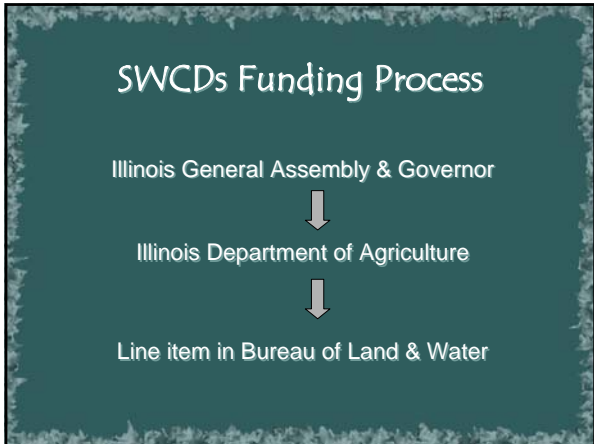 SWCDs Funding Process
Illinois General Assembly & Governor
Illinois Department of Agriculture
Line item in Bureau of Land & Water